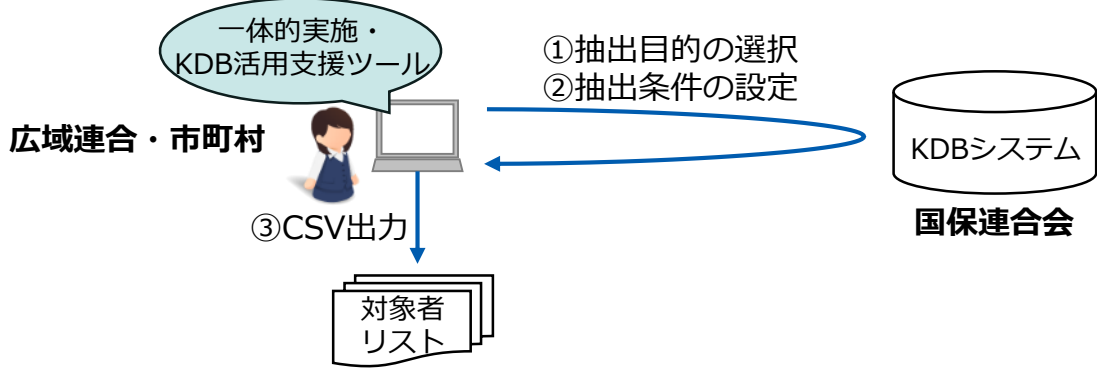 一体的実施・
KDB活用支援ツール
①抽出目的の選択
②抽出条件の設定
広域連合・市町村
KDBシステム
国保連合会
③CSV出力
対象者
リスト